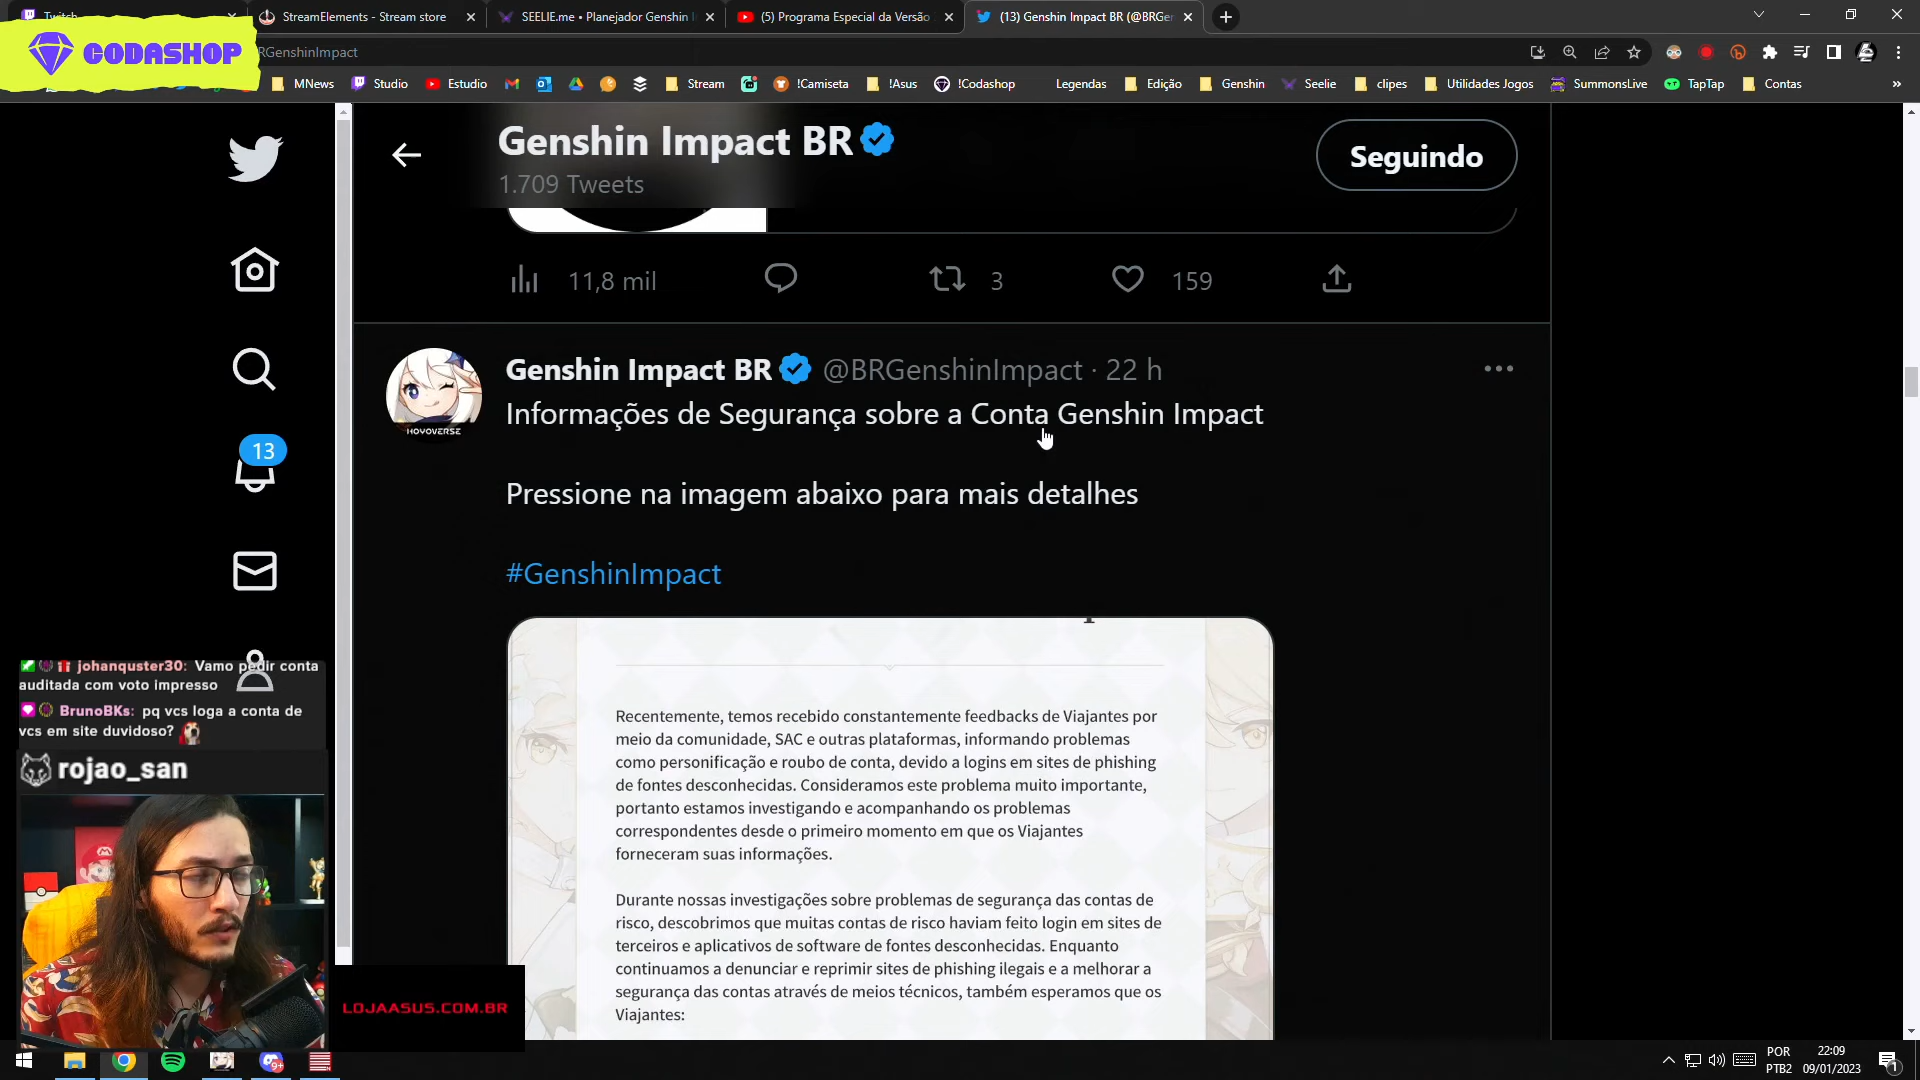 Twitch
StreamElements - Stream store
SEELIE.me • Planejador Genshin I
(5) Programa Especial da Versão
(13) Genshin Impact BR (@BRGen
CODASHOP
RGenshinImpact
MNews
Studio
Estudio
Stream
!Camiseta
!Asus
!Codashop
Legendas
Edição
Genshin
Seelie
clipes
Utilidades Jogos
SummonsLive
TapTap
Contas
Genshin Impact BR
1.709 Tweets
Seguindo
11,8 mil
3
159
Genshin Impact BR @BRGenshinImpact · 22 h
Informações de Segurança sobre a Conta Genshin Impact
Pressione na imagem abaixo para mais detalhes
#GenshinImpact
HOYOVERSE
13
Recentemente, temos recebido constantemente feedbacks de Viajantes por
meio da comunidade, SAC e outras plataformas, informando problemas
como personificação e roubo de conta, devido a logins em sites de phishing
de fontes desconhecidas. Consideramos este problema muito importante,
portanto estamos investigando e acompanhando os problemas
correspondentes desde o primeiro momento em que os Viajantes
forneceram suas informações.
Durante nossas investigações sobre problemas de segurança das contas de
risco, descobrimos que muitas contas de risco haviam feito login em sites de
terceiros e aplicativos de software de fontes desconhecidas. Enquanto
continuamos a denunciar e reprimir sites de phishing ilegais e a melhorar a
segurança das contas através de meios técnicos, também esperamos que os
Viajantes:
johanquster30: Vamo pedir conta
auditada com voto impresso
BrunoBKs: pq vcs loga a conta de
vcs em site duvidoso?
rojao_san
LOJAASUS.COM.BR
9+
POR
PTB2
22:09
09/01/2023
1